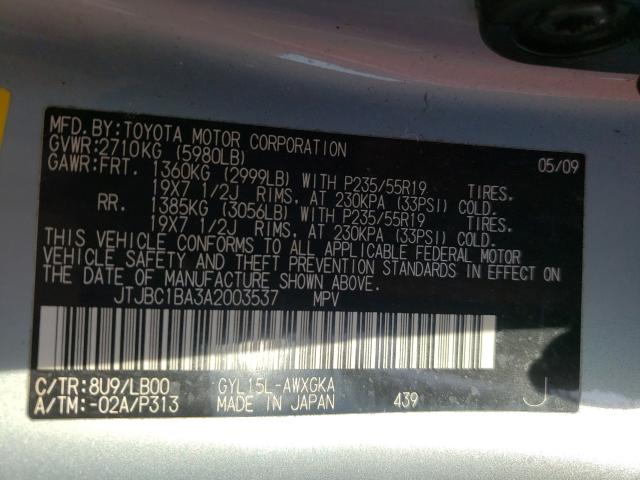 MFD.BY:TOYOTA MOTOR CORPORATION 05/09
GVWR:2710KG (5980LB)
GAWR:FRT. 1360KG (2999LB) WITH P235/55R19 TIRES.
19X7 1/2J RIMS, AT 230KPA (33PSI) COLD.
RR. 1385KG (3056LB) WITH P235/55R19 TIRES.
19X7 1/2J RIMS, AT 230KPA (33PSI) COLD.
THIS VEHICLE CONFORMS TO ALL APPLICABLE FEDERAL MOTOR
VEHICLE SAFETY AND THEFT PREVENTION STANDARDS IN EFFECT ON
THE DATE OF MANUFACTURE SHOWN ABOVE.
JTJBC1BA3A2003537 MPV
C/TR:8U9/LB00 GYL15L-AWXGKA
A/TM:-02A/P313 MADE IN JAPAN 439 J